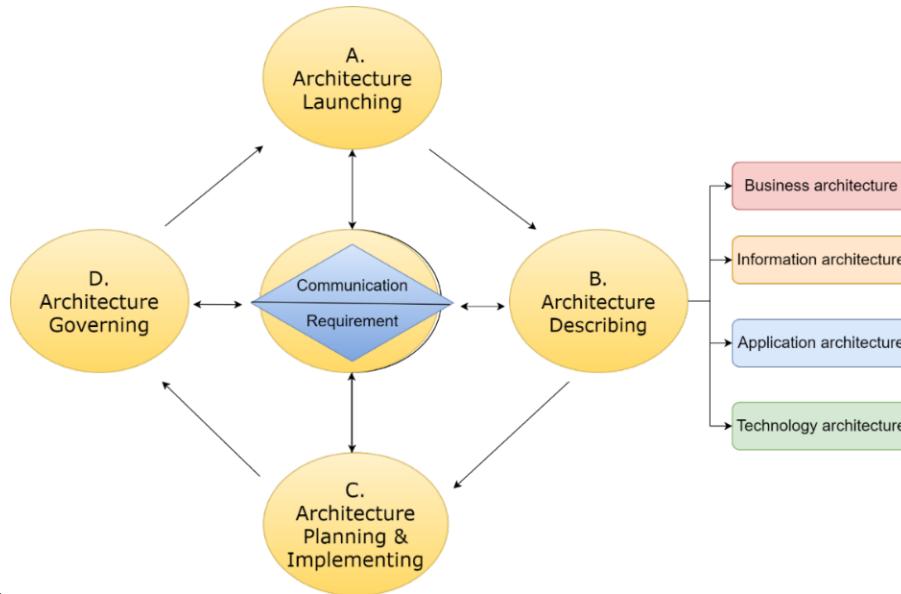 A.
Architecture
Launching
D.
Architecture
Governing
Communication
Requirement
B.
Architecture
Describing
C.
Architecture
Planning &
Implementing
Business architecture
Information architecture
Application architecture
Technology architecture